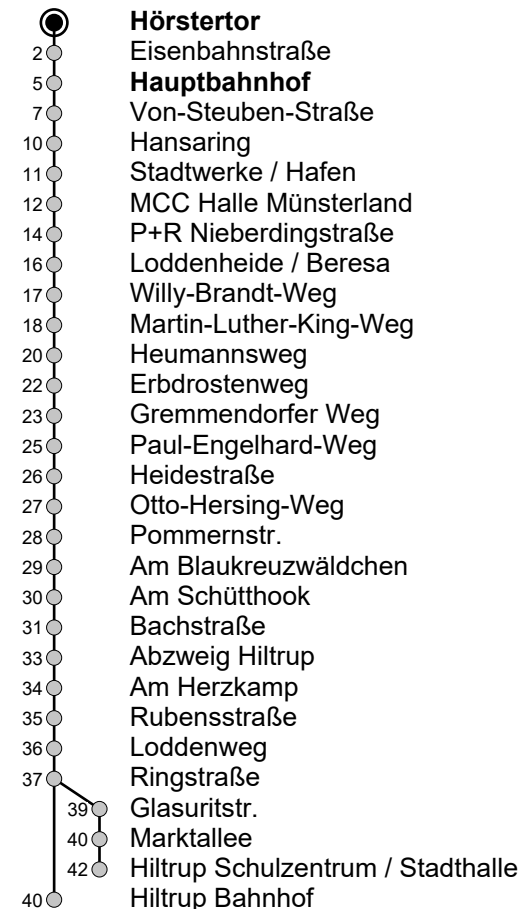 Hörstertor
2 Eisenbahnstraße
5 Hauptbahnhof
7 Von-Steuben-Straße
10 Hansaring
11 Stadtwerke / Hafen
12 MCC Halle Münsterland
14 P+R Nieberdingstraße
16 Loddenheide / Beresa
17 Willy-Brandt-Weg
18 Martin-Luther-King-Weg
20 Heumannsweg
22 Erbdrostenweg
23 Gremmendorfer Weg
25 Paul-Engelhard-Weg
26 Heidestraße
27 Otto-Hersing-Weg
28 Pommernstr.
29 Am Blaukreuzwäldchen
30 Am Schütthook
31 Bachstraße
33 Abzweig Hiltrup
34 Am Herzkamp
35 Rubensstraße
36 Loddenweg
37 Ringstraße
39 Glasuritstr.
40 Marktallee
42 Hiltrup Schulzentrum / Stadthalle
40 Hiltrup Bahnhof